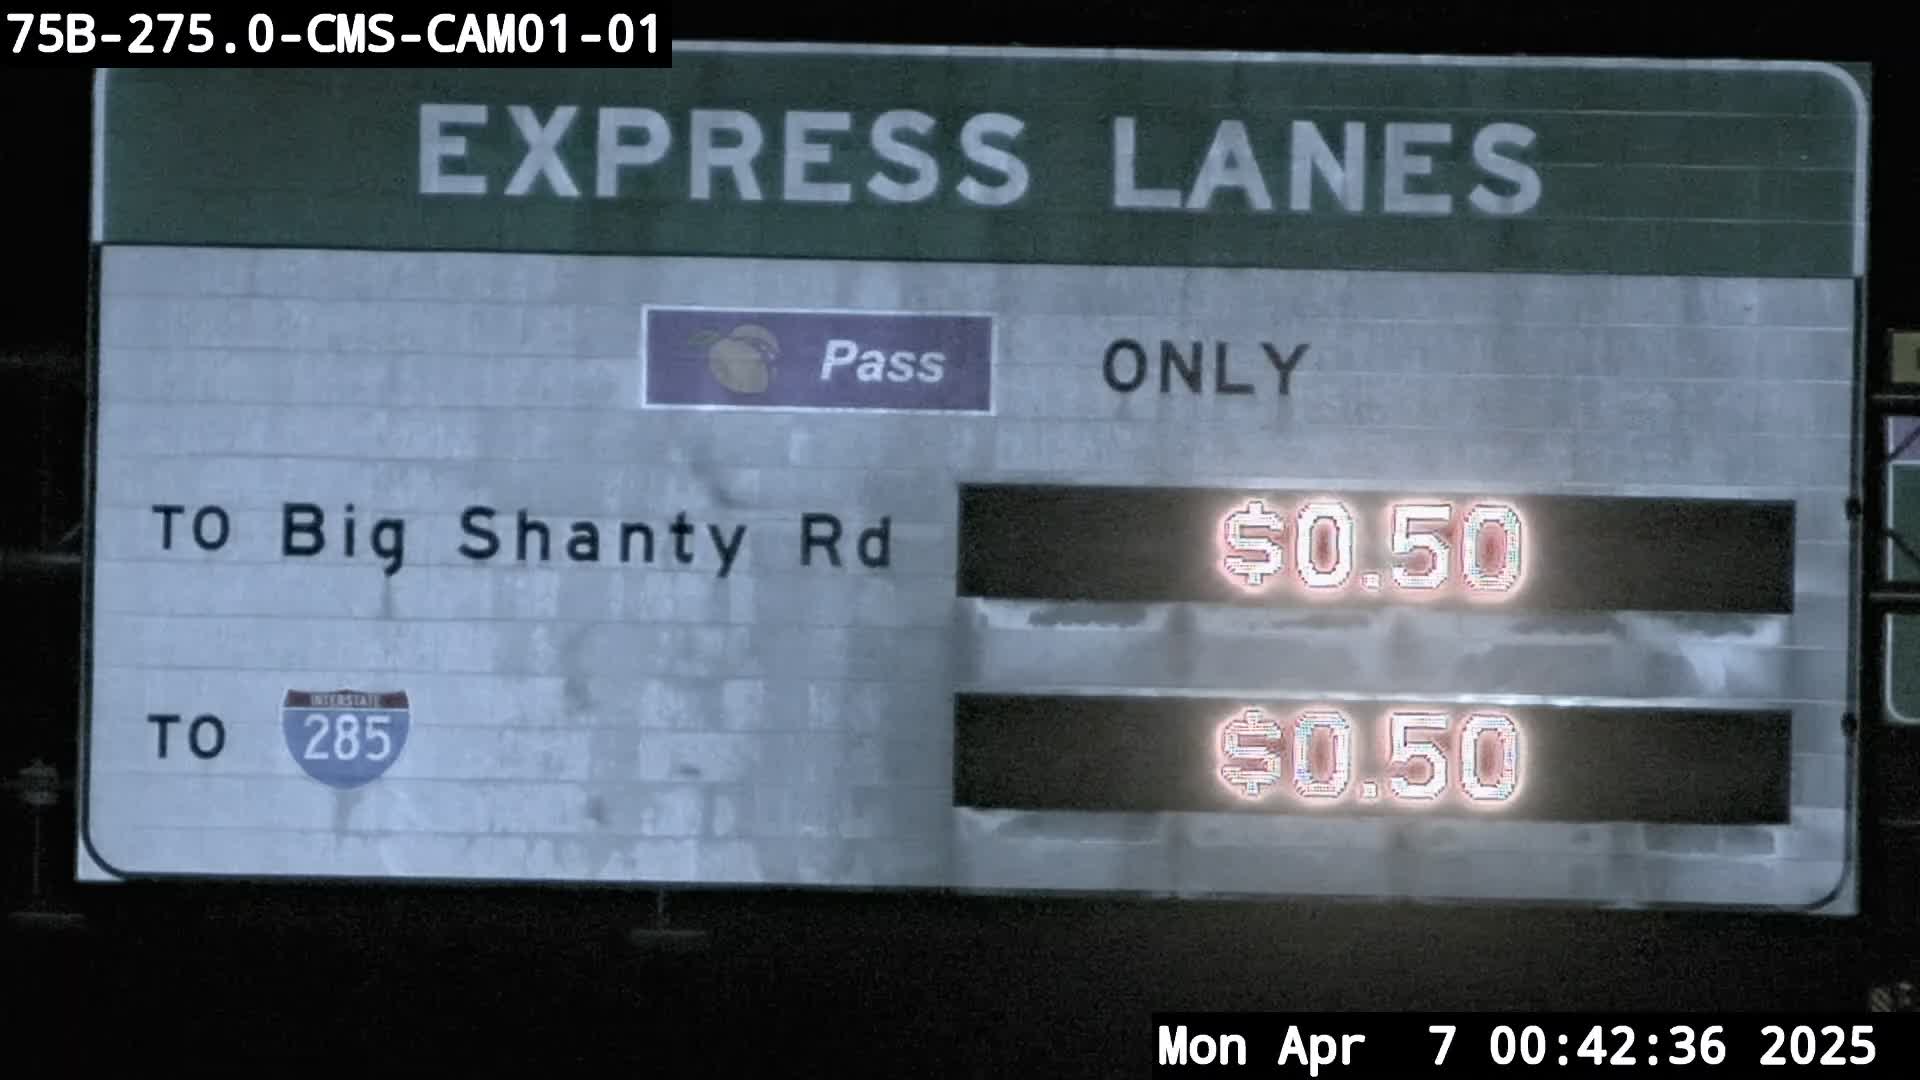 75B-275.0-CMS-CAM01-01
EXPRESS LANES
Pass ONLY
TO Big Shanty Rd $0.50
TO INTERSTATE 285 $0.50
Mon Apr 7 00:42:36 2025